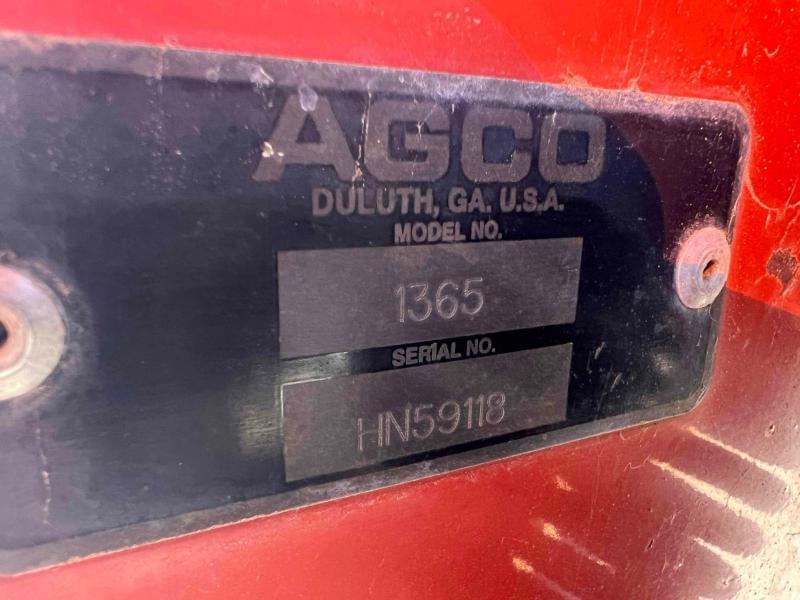 AGCO
DULUTH, GA. U.S.A.
MODEL NO.
1365
SERIAL NO.
HN59118